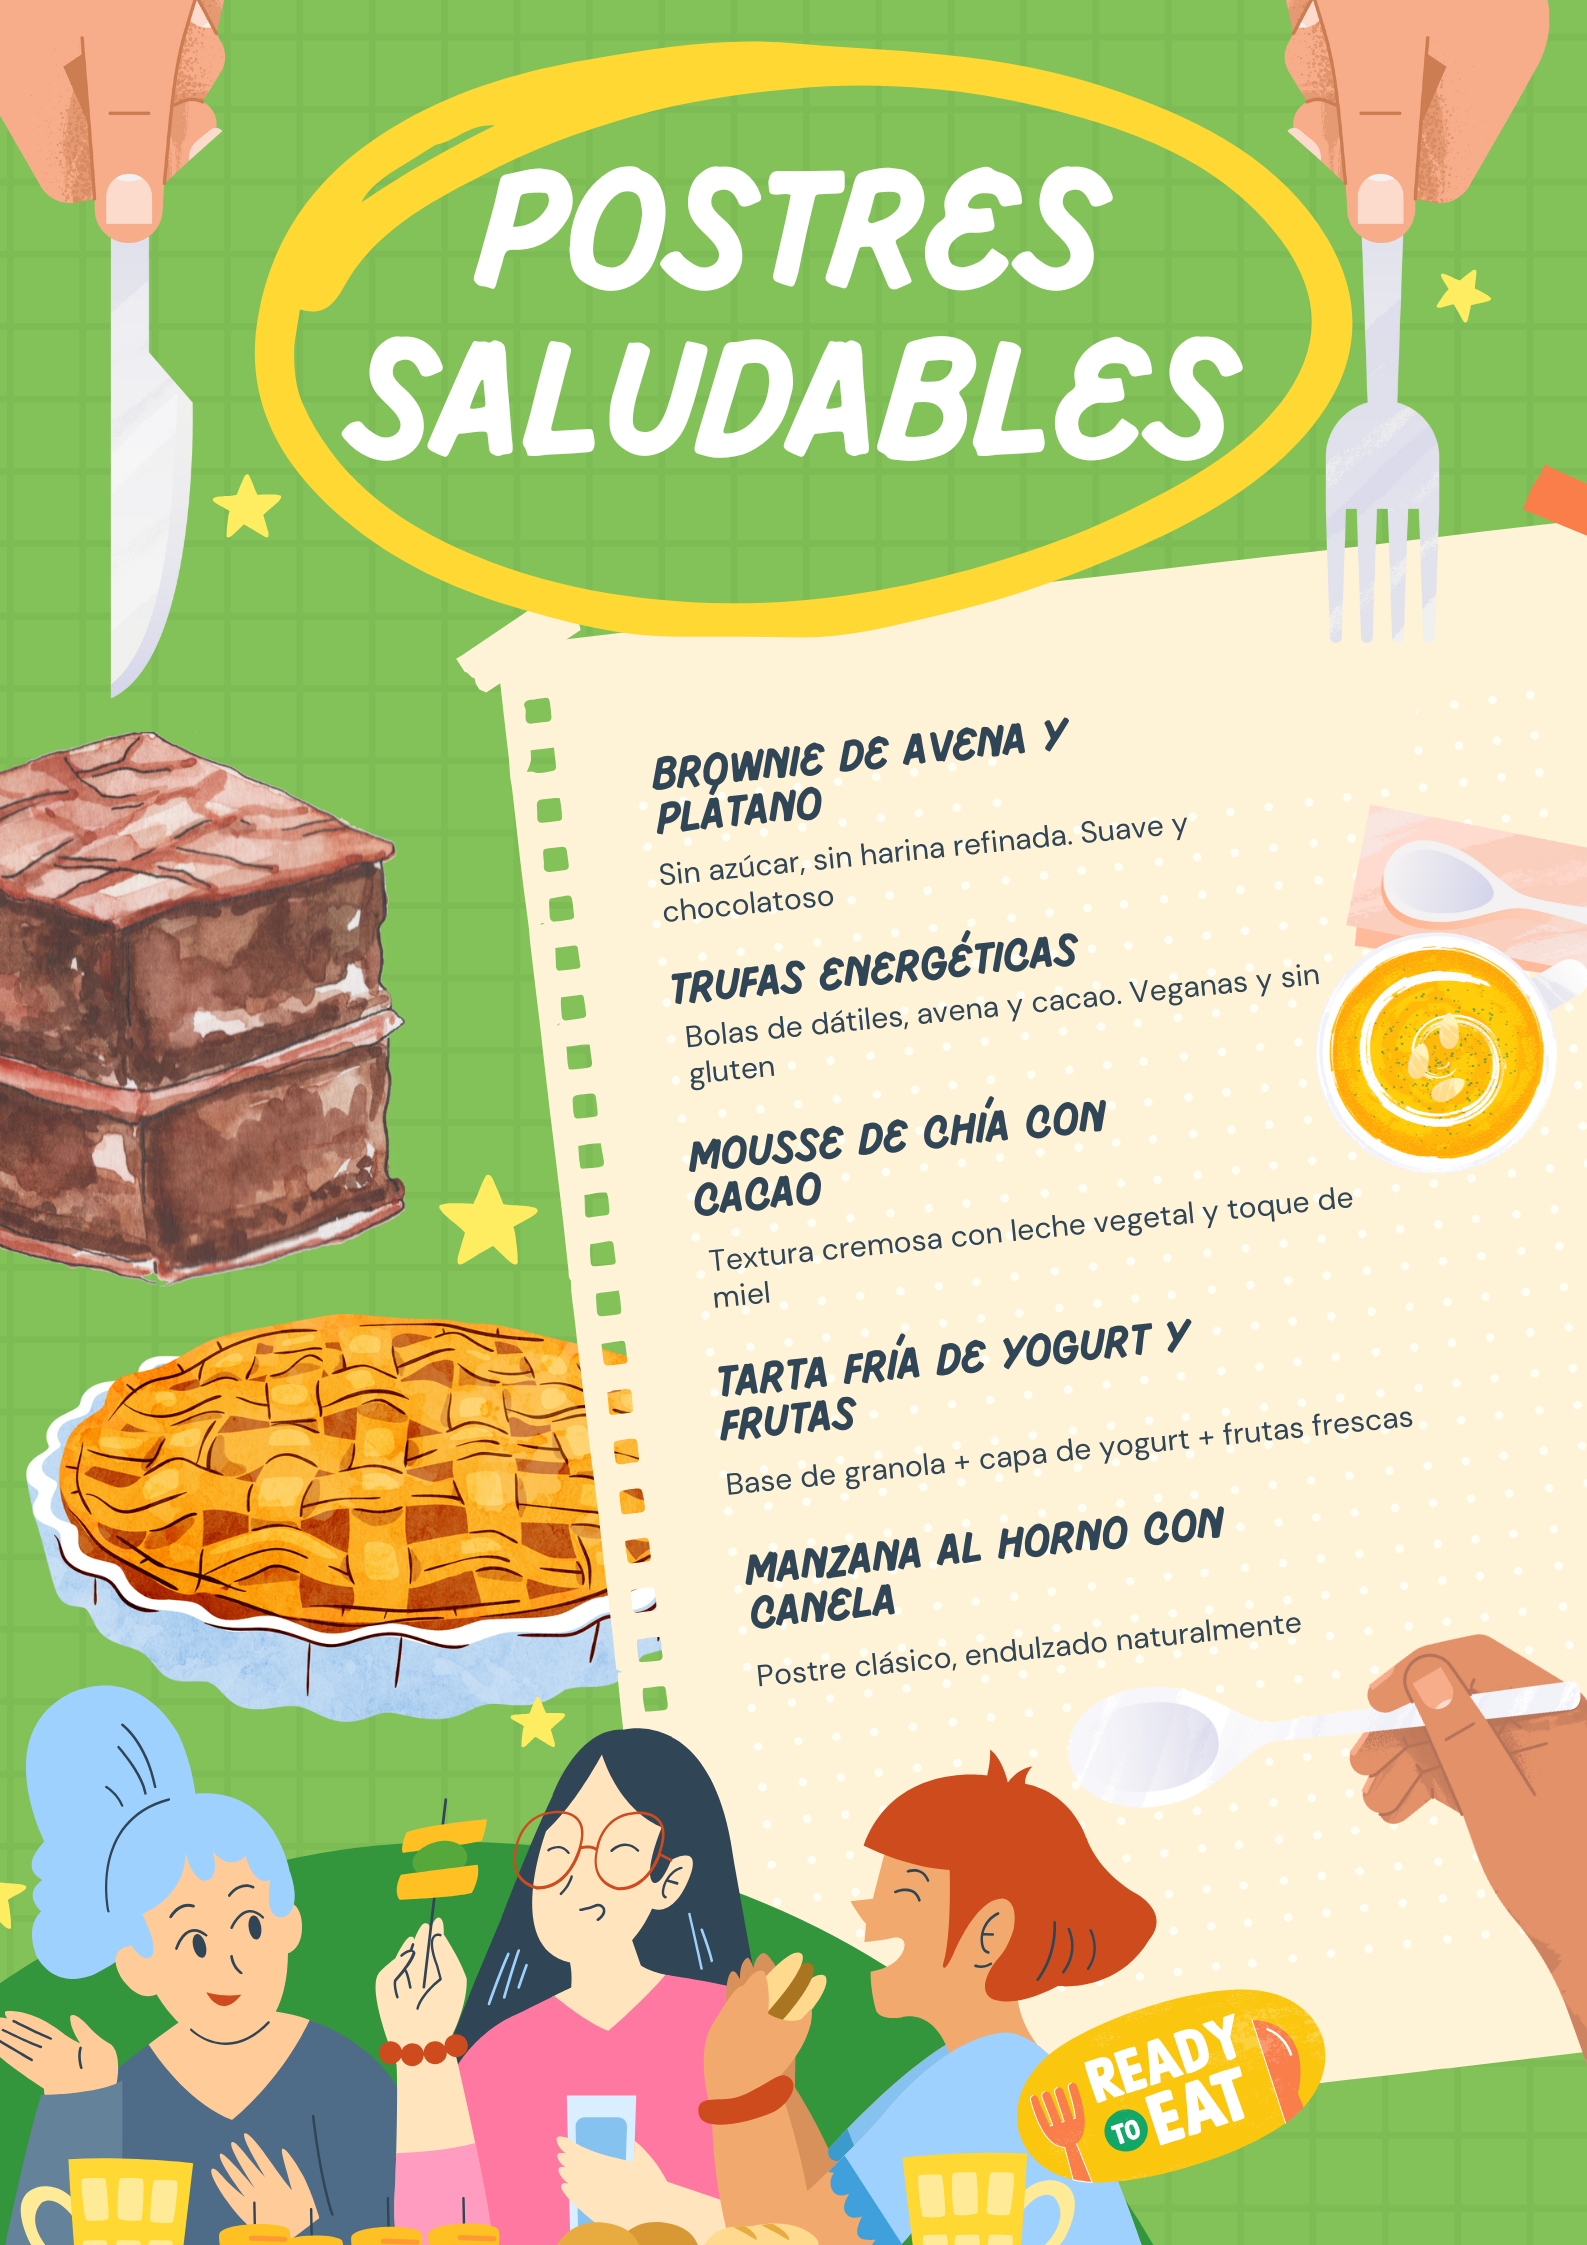 POSTRES
SALUDABLES
BROWNIE DE AVENA Y
PLÁTANO
Sin azúcar, sin harina refinada. Suave y
chocolatoso
TRUFAS ENERGÉTICAS
Bolas de dátiles, avena y cacao. Veganas y sin
gluten
MOUSSE DE CHÍA CON
CACAO
Textura cremosa con leche vegetal y toque de
miel
TARTA FRÍA DE YOGURT Y
FRUTAS
Base de granola + capa de yogurt + frutas frescas
MANZANA AL HORNO CON
CANELA
Postre clásico, endulzado naturalmente
READY
TO EAT